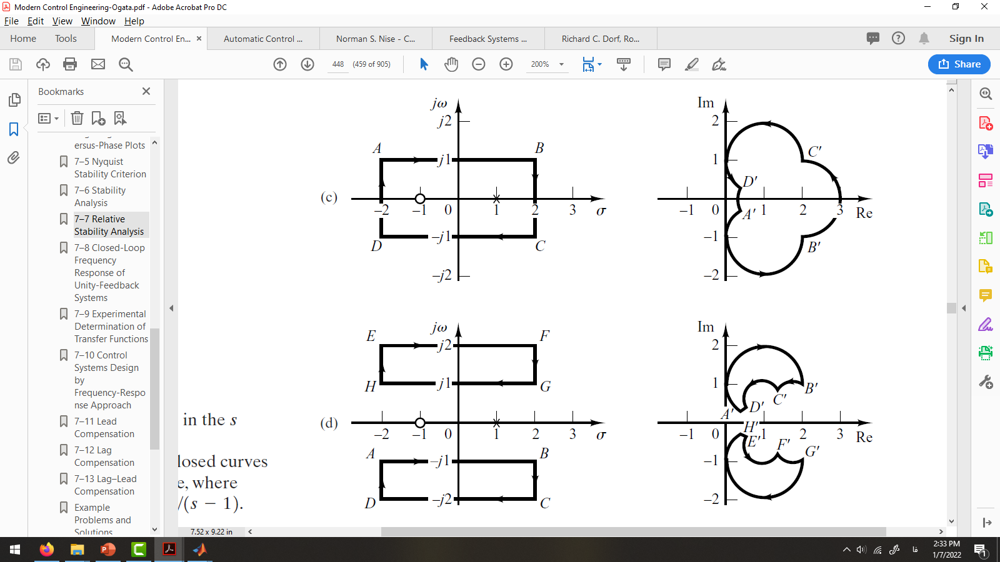 Modern Control Engineering-Ogata.pdf - Adobe Acrobat Pro DC
File Edit View Window Help
Home Tools Modern Control En... × Automatic Control ... Norman S. Nise - C... Feedback Systems ... Richard C. Dorf, Ro... Sign In
448 (459 of 905) 200% Share
Bookmarks
ersus-Phase Plots
7–5 Nyquist
Stability Criterion
7–6 Stability
Analysis
7–7 Relative
Stability Analysis
7–8 Closed-Loop
Frequency
Response of
Unity-Feedback
Systems
7–9 Experimental
Determination of
Transfer Functions
7–10 Control
Systems Design
by
Frequency-Respo
nse Approach
7–11 Lead
Compensation
7–12 Lag
Compensation
7–13 Lag–Lead
Compensation
Example
Problems and
Solutions
in the s
losed curves
e, where
/(s − 1).
(c)
jω
j2
A B
j1
–2 –1 0 1 2 3 σ
–j1
D C
–j2
Im
2
C′
1
D′
–1 0 A′ 1 2 3 Re
–1
B′
–2
(d)
jω
E j2 F
H j1 G
–2 –1 0 1 2 3 σ
A –j1 B
D –j2 C
Im
2
1
B′
C′
A′ D′
–1 0 H′ 1 2 3 Re
E′ F′ G′
–1
–2
7.52 x 9.22 in
فا
2:33 PM
1/7/2022
1